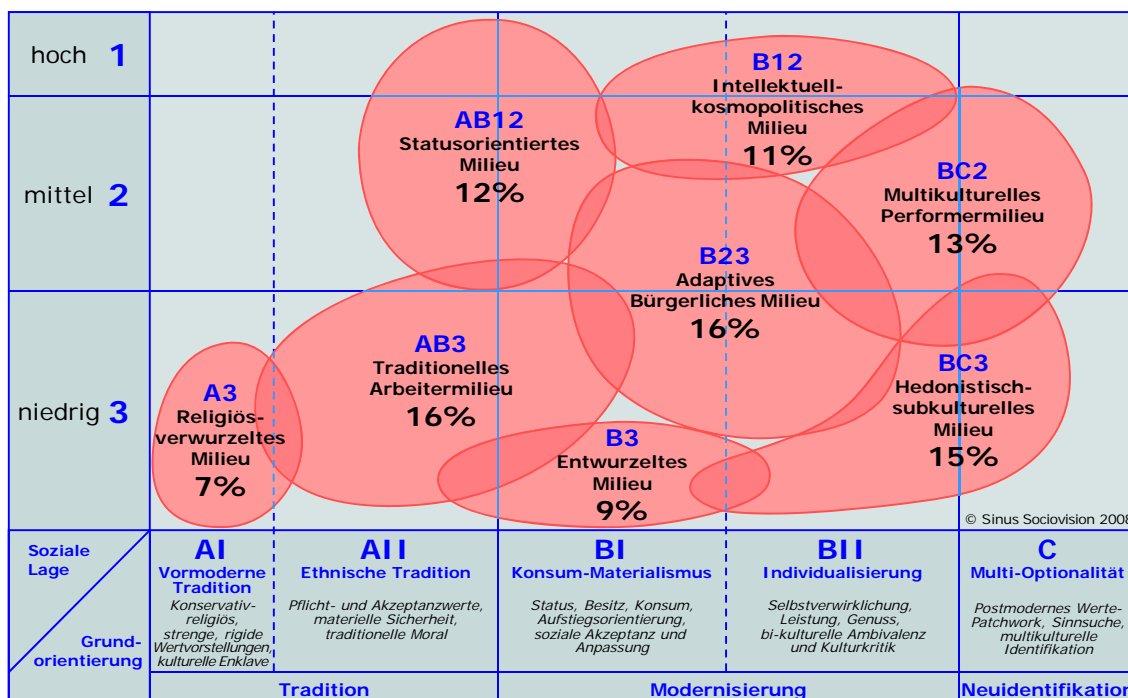 hoch 1
mittel 2
niedrig 3
B12
Intellektuell-
kosmopolitisches
Milieu
11%
AB12
Statusorientiertes
Milieu
12%
BC2
Multikulturelles
Performermilieu
13%
B23
Adaptives
Bürgerliches Milieu
16%
AB3
Traditionelles
Arbeitermilieu
16%
A3
Religiös-
verwurzeltes
Milieu
7%
BC3
Hedonistisch-
subkulturelles
Milieu
15%
B3
Entwurzeltes
Milieu
9%
© Sinus Sociovision 2008
Soziale
Lage
Grund-
orientierung
AI
Vormoderne
Tradition
Konservativ-
religiös,
strenge, rigide
Wertvorstellungen,
kulturelle Enklave
AII
Ethnische Tradition
Pflicht- und Akzeptanzwerte,
materielle Sicherheit,
traditionelle Moral
BI
Konsum-Materialismus
Status, Besitz, Konsum,
Aufstiegsorientierung,
soziale Akzeptanz und
Anpassung
BII
Individualisierung
Selbstverwirklichung,
Leistung, Genuss,
bi-kulturelle Ambivalenz
und Kulturkritik
C
Multi-Optionalität
Postmodernes Werte-
Patchwork, Sinnsuche,
multikulturelle
Identifikation
Tradition
Modernisierung
Neuidentifikation